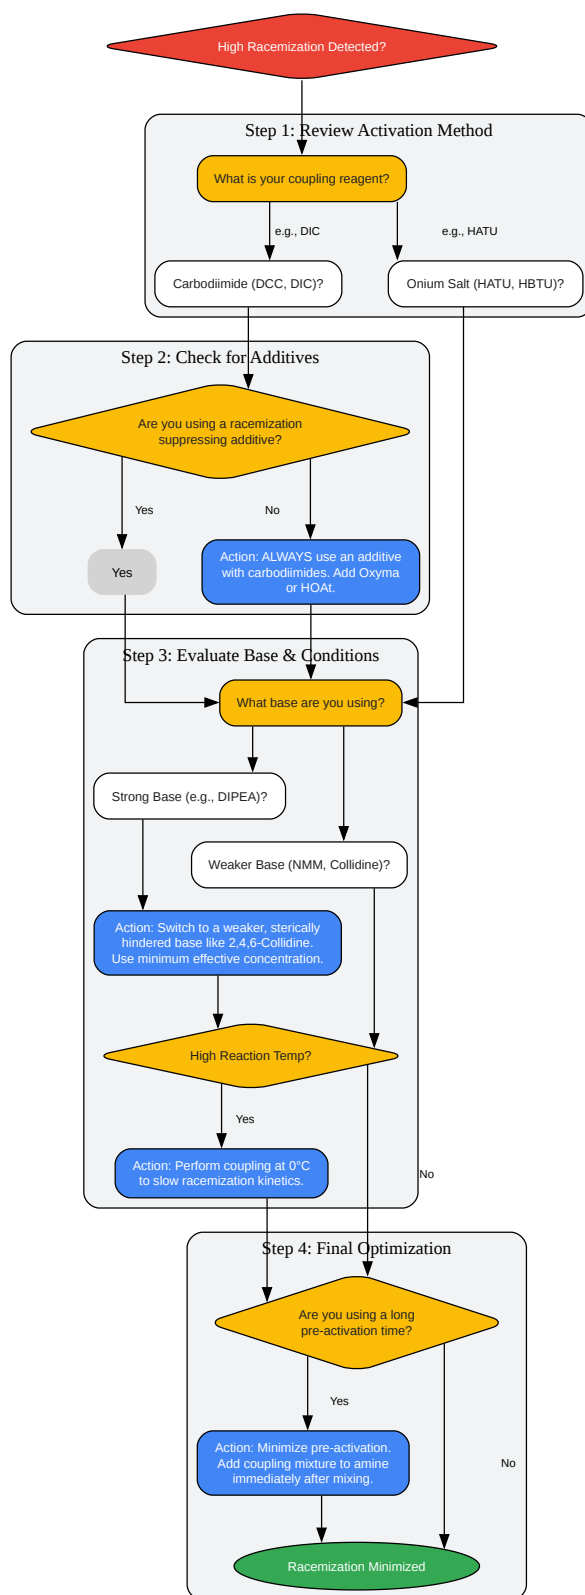 High Racemization Detected?
Step 1: Review Activation Method
What is your coupling reagent?
e.g., DIC
e.g., HATU
Carbodiimide (DCC, DIC)?
Onium Salt (HATU, HBTU)?
Step 2: Check for Additives
Are you using a racemization
suppressing additive?
Yes
No
Yes
Action: ALWAYS use an additive
with carbodiimides. Add Oxyma
or HOAt.
Step 3: Evaluate Base & Conditions
What base are you using?
Strong Base (e.g., DIPEA)?
Weaker Base (NMM, Collidine)?
Action: Switch to a weaker, sterically
hindered base like 2,4,6-Collidine.
Use minimum effective concentration.
High Reaction Temp?
Yes
Action: Perform coupling at 0°C
to slow racemization kinetics.
No
Step 4: Final Optimization
Are you using a long
pre-activation time?
Yes
Action: Minimize pre-activation.
Add coupling mixture to amine
immediately after mixing.
No
Racemization Minimized